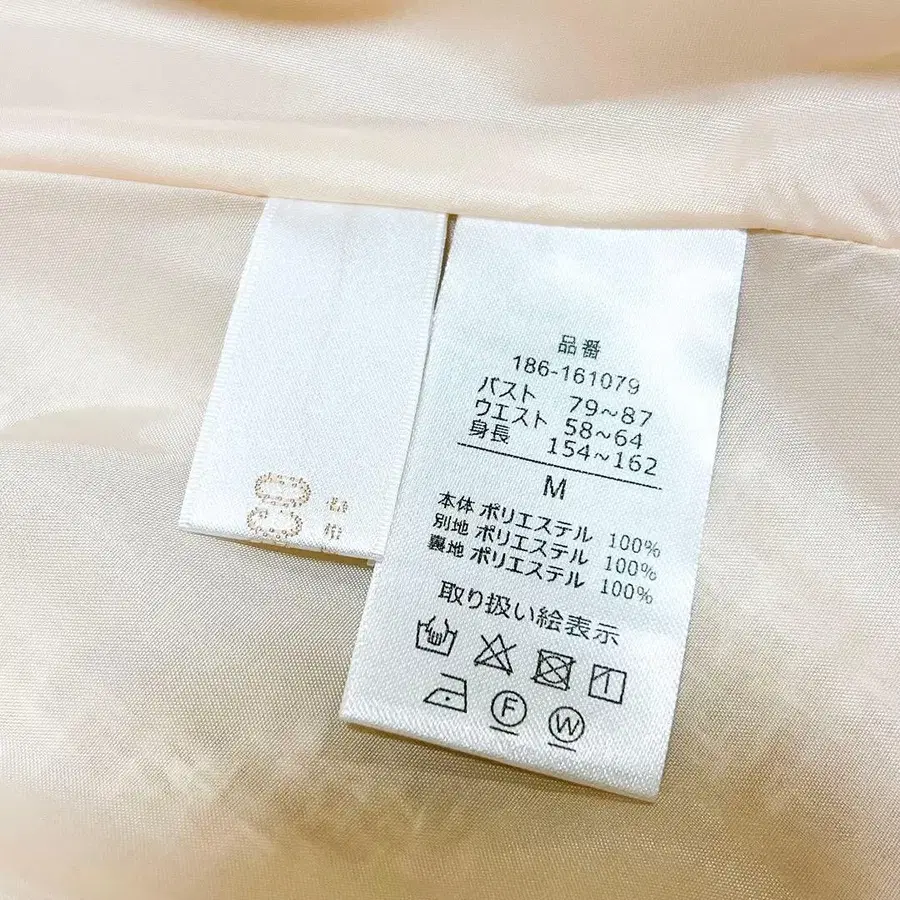 品番
186-161079
バスト 79~87
ウエスト 58~64
身長 154~162
M
本体 ポリエステル 100%
別地 ポリエステル 100%
裏地 ポリエステル 100%
取り扱い絵表示
F
W